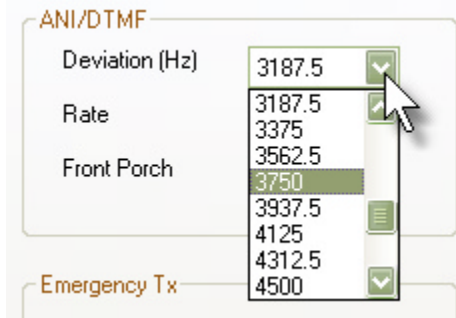 ANI/DTMF
Deviation (Hz) 3187.5
Rate
Front Porch
3187.5
3375
3562.5
3750
3937.5
4125
4312.5
4500
Emergency Tx